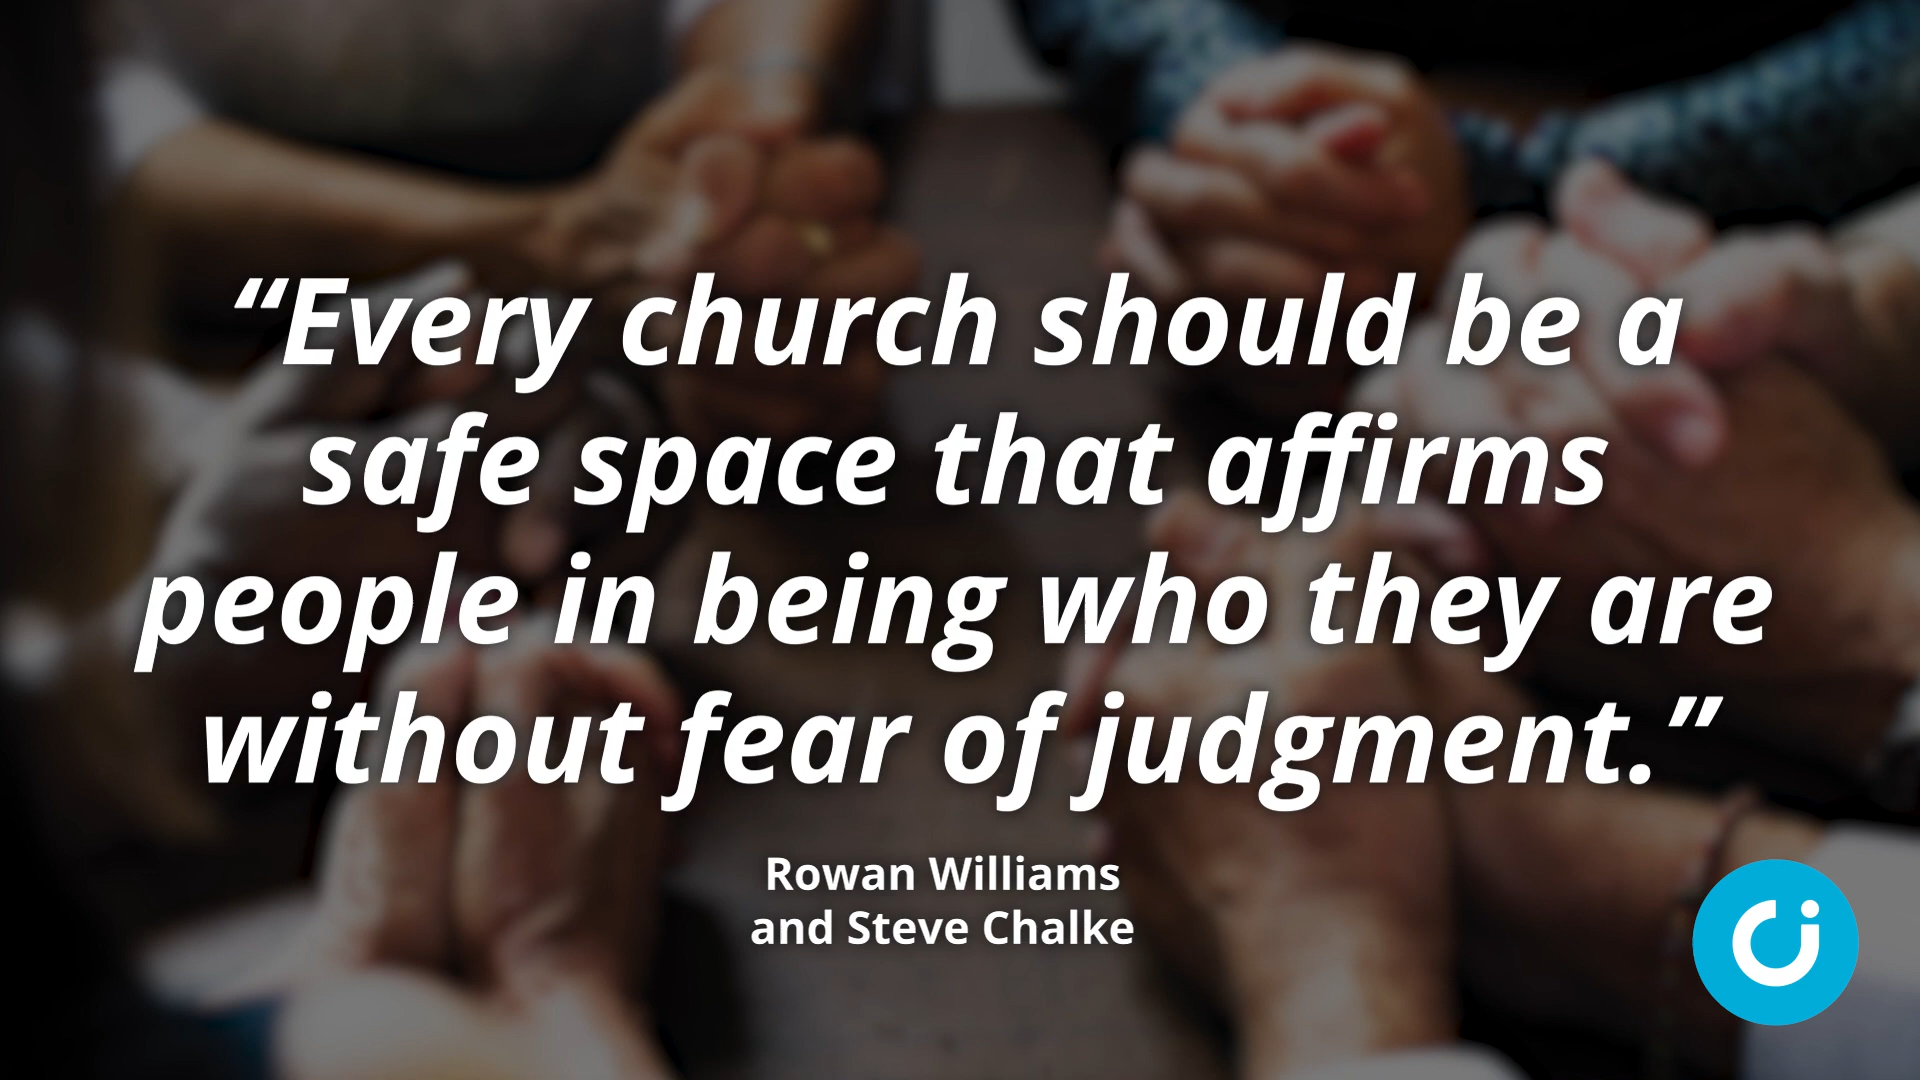 “Every church should be a
safe space that affirms
people in being who they are
without fear of judgment.”
Rowan Williams
and Steve Chalke